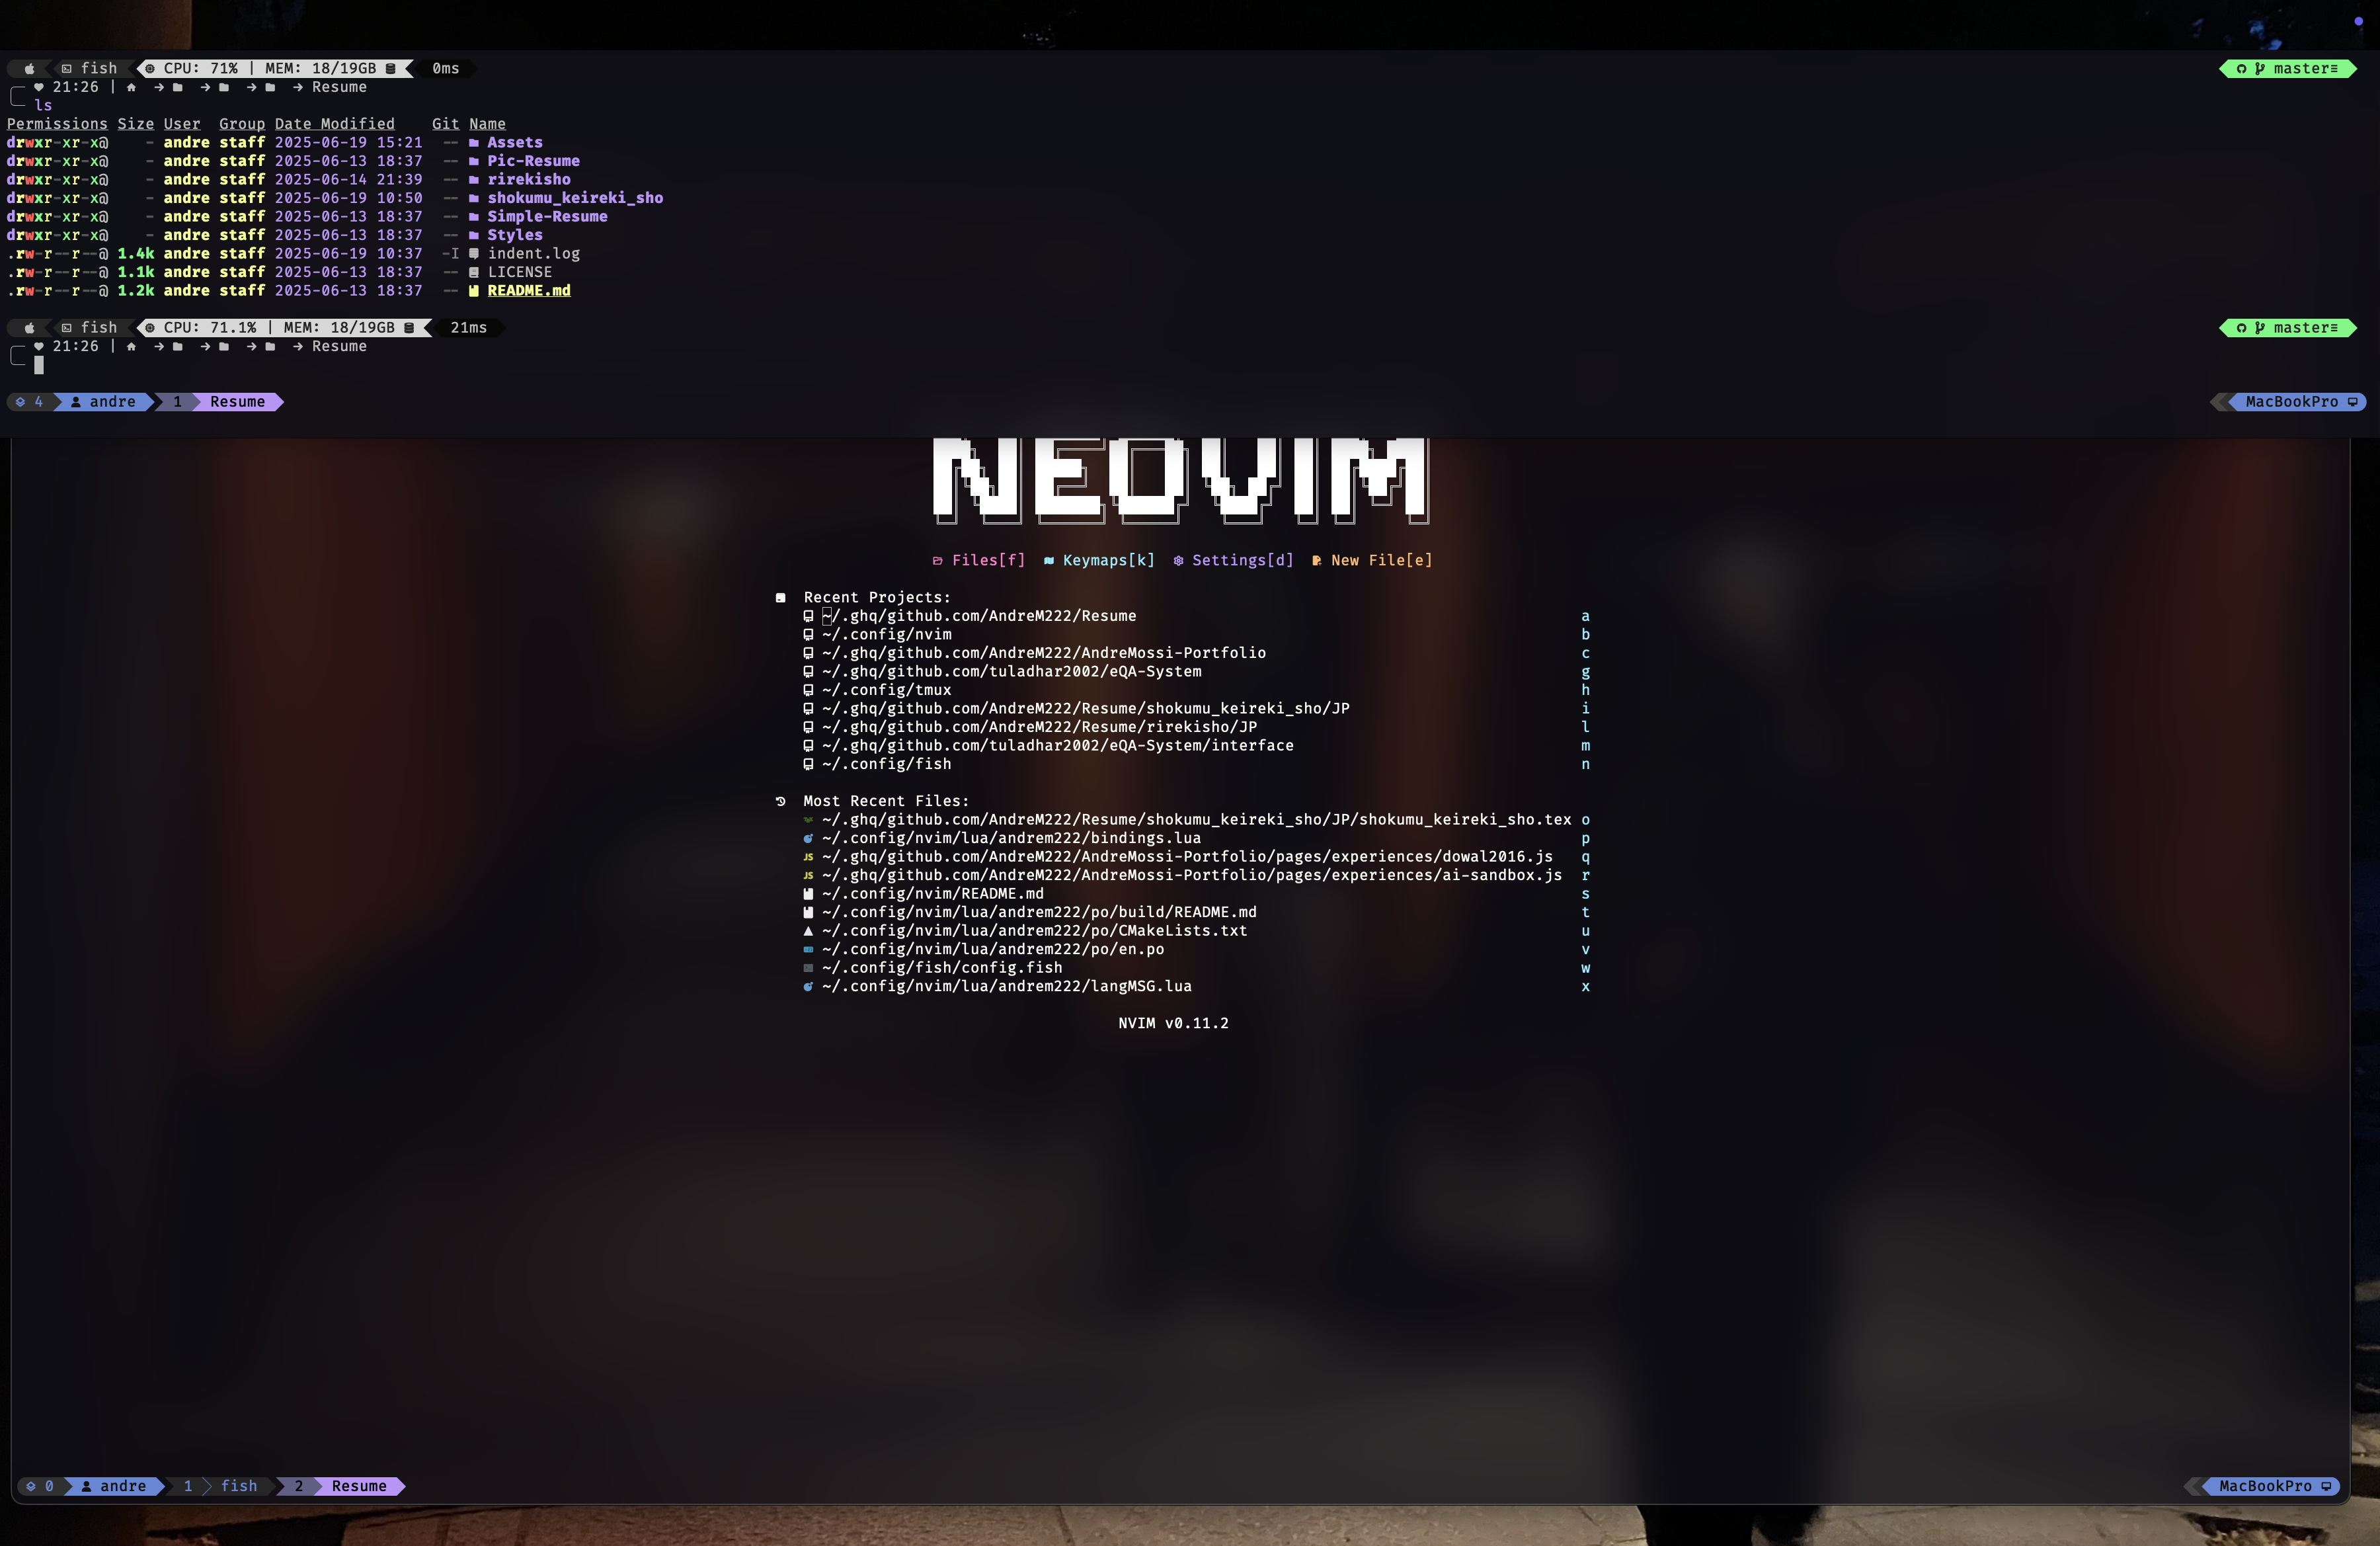 fish CPU: 71% | MEM: 18/19GB 0ms master≡
21:26 | → → → → Resume
ls
Permissions Size User Group Date Modified Git Name
drwxr-xr-x@ - andre staff 2025-06-19 15:21 -- Assets
drwxr-xr-x@ - andre staff 2025-06-13 18:37 -- Pic-Resume
drwxr-xr-x@ - andre staff 2025-06-14 21:39 -- rirekisho
drwxr-xr-x@ - andre staff 2025-06-19 10:50 -- shokumu_keireki_sho
drwxr-xr-x@ - andre staff 2025-06-13 18:37 -- Simple-Resume
drwxr-xr-x@ - andre staff 2025-06-13 18:37 -- Styles
.rw-r--r--@ 1.4k andre staff 2025-06-19 10:37 -I indent.log
.rw-r--r--@ 1.1k andre staff 2025-06-13 18:37 -- LICENSE
.rw-r--r--@ 1.2k andre staff 2025-06-13 18:37 -- README.md
fish CPU: 71.1% | MEM: 18/19GB 21ms master≡
21:26 | → → → → Resume
4 andre 1 Resume MacBookPro
NEOVIM
Files[f] Keymaps[k] Settings[d] New File[e]
Recent Projects:
~/.ghq/github.com/AndreM222/Resume a
~/.config/nvim b
~/.ghq/github.com/AndreM222/AndreMossi-Portfolio c
~/.ghq/github.com/tuladhar2002/eQA-System g
~/.config/tmux h
~/.ghq/github.com/AndreM222/Resume/shokumu_keireki_sho/JP i
~/.ghq/github.com/AndreM222/Resume/rirekisho/JP l
~/.ghq/github.com/tuladhar2002/eQA-System/interface m
~/.config/fish n
Most Recent Files:
~/.ghq/github.com/AndreM222/Resume/shokumu_keireki_sho/JP/shokumu_keireki_sho.tex o
~/.config/nvim/lua/andrem222/bindings.lua p
JS ~/.ghq/github.com/AndreM222/AndreMossi-Portfolio/pages/experiences/dowal2016.js q
JS ~/.ghq/github.com/AndreM222/AndreMossi-Portfolio/pages/experiences/ai-sandbox.js r
~/.config/nvim/README.md s
~/.config/nvim/lua/andrem222/po/build/README.md t
~/.config/nvim/lua/andrem222/po/CMakeLists.txt u
~/.config/nvim/lua/andrem222/po/en.po v
~/.config/fish/config.fish w
~/.config/nvim/lua/andrem222/langMSG.lua x
NVIM v0.11.2
0 andre 1 fish 2 Resume MacBookPro